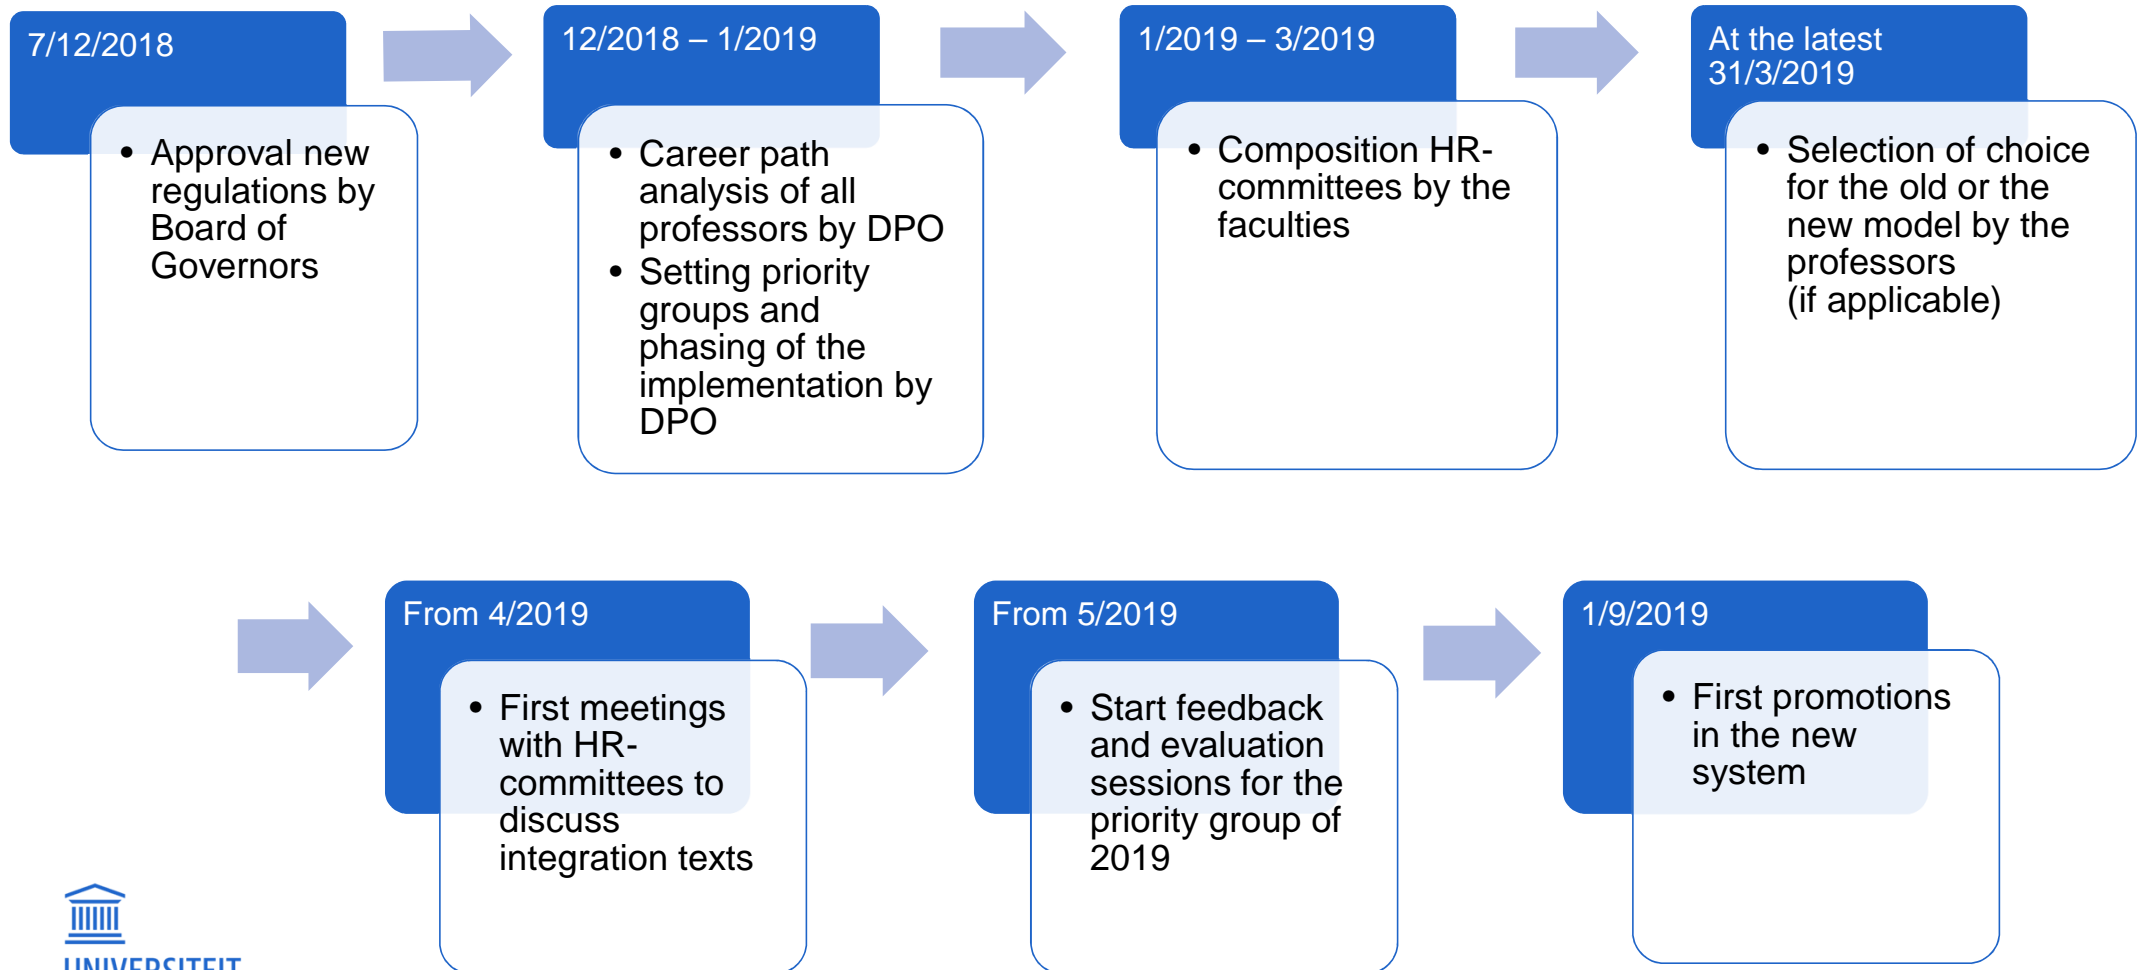 7/12/2018
• Approval new
regulations by
Board of
Governors
12/2018 – 1/2019
• Career path
analysis of all
professors by DPO
• Setting priority
groups and
phasing of the
implementation by
DPO
1/2019 – 3/2019
• Composition HR-
committees by the
faculties
At the latest
31/3/2019
• Selection of choice
for the old or the
new model by the
professors
(if applicable)
From 4/2019
• First meetings
with HR-
committees to
discuss
integration texts
From 5/2019
• Start feedback
and evaluation
sessions for the
priority group of
2019
1/9/2019
• First promotions
in the new
system
UNIVERSITEIT